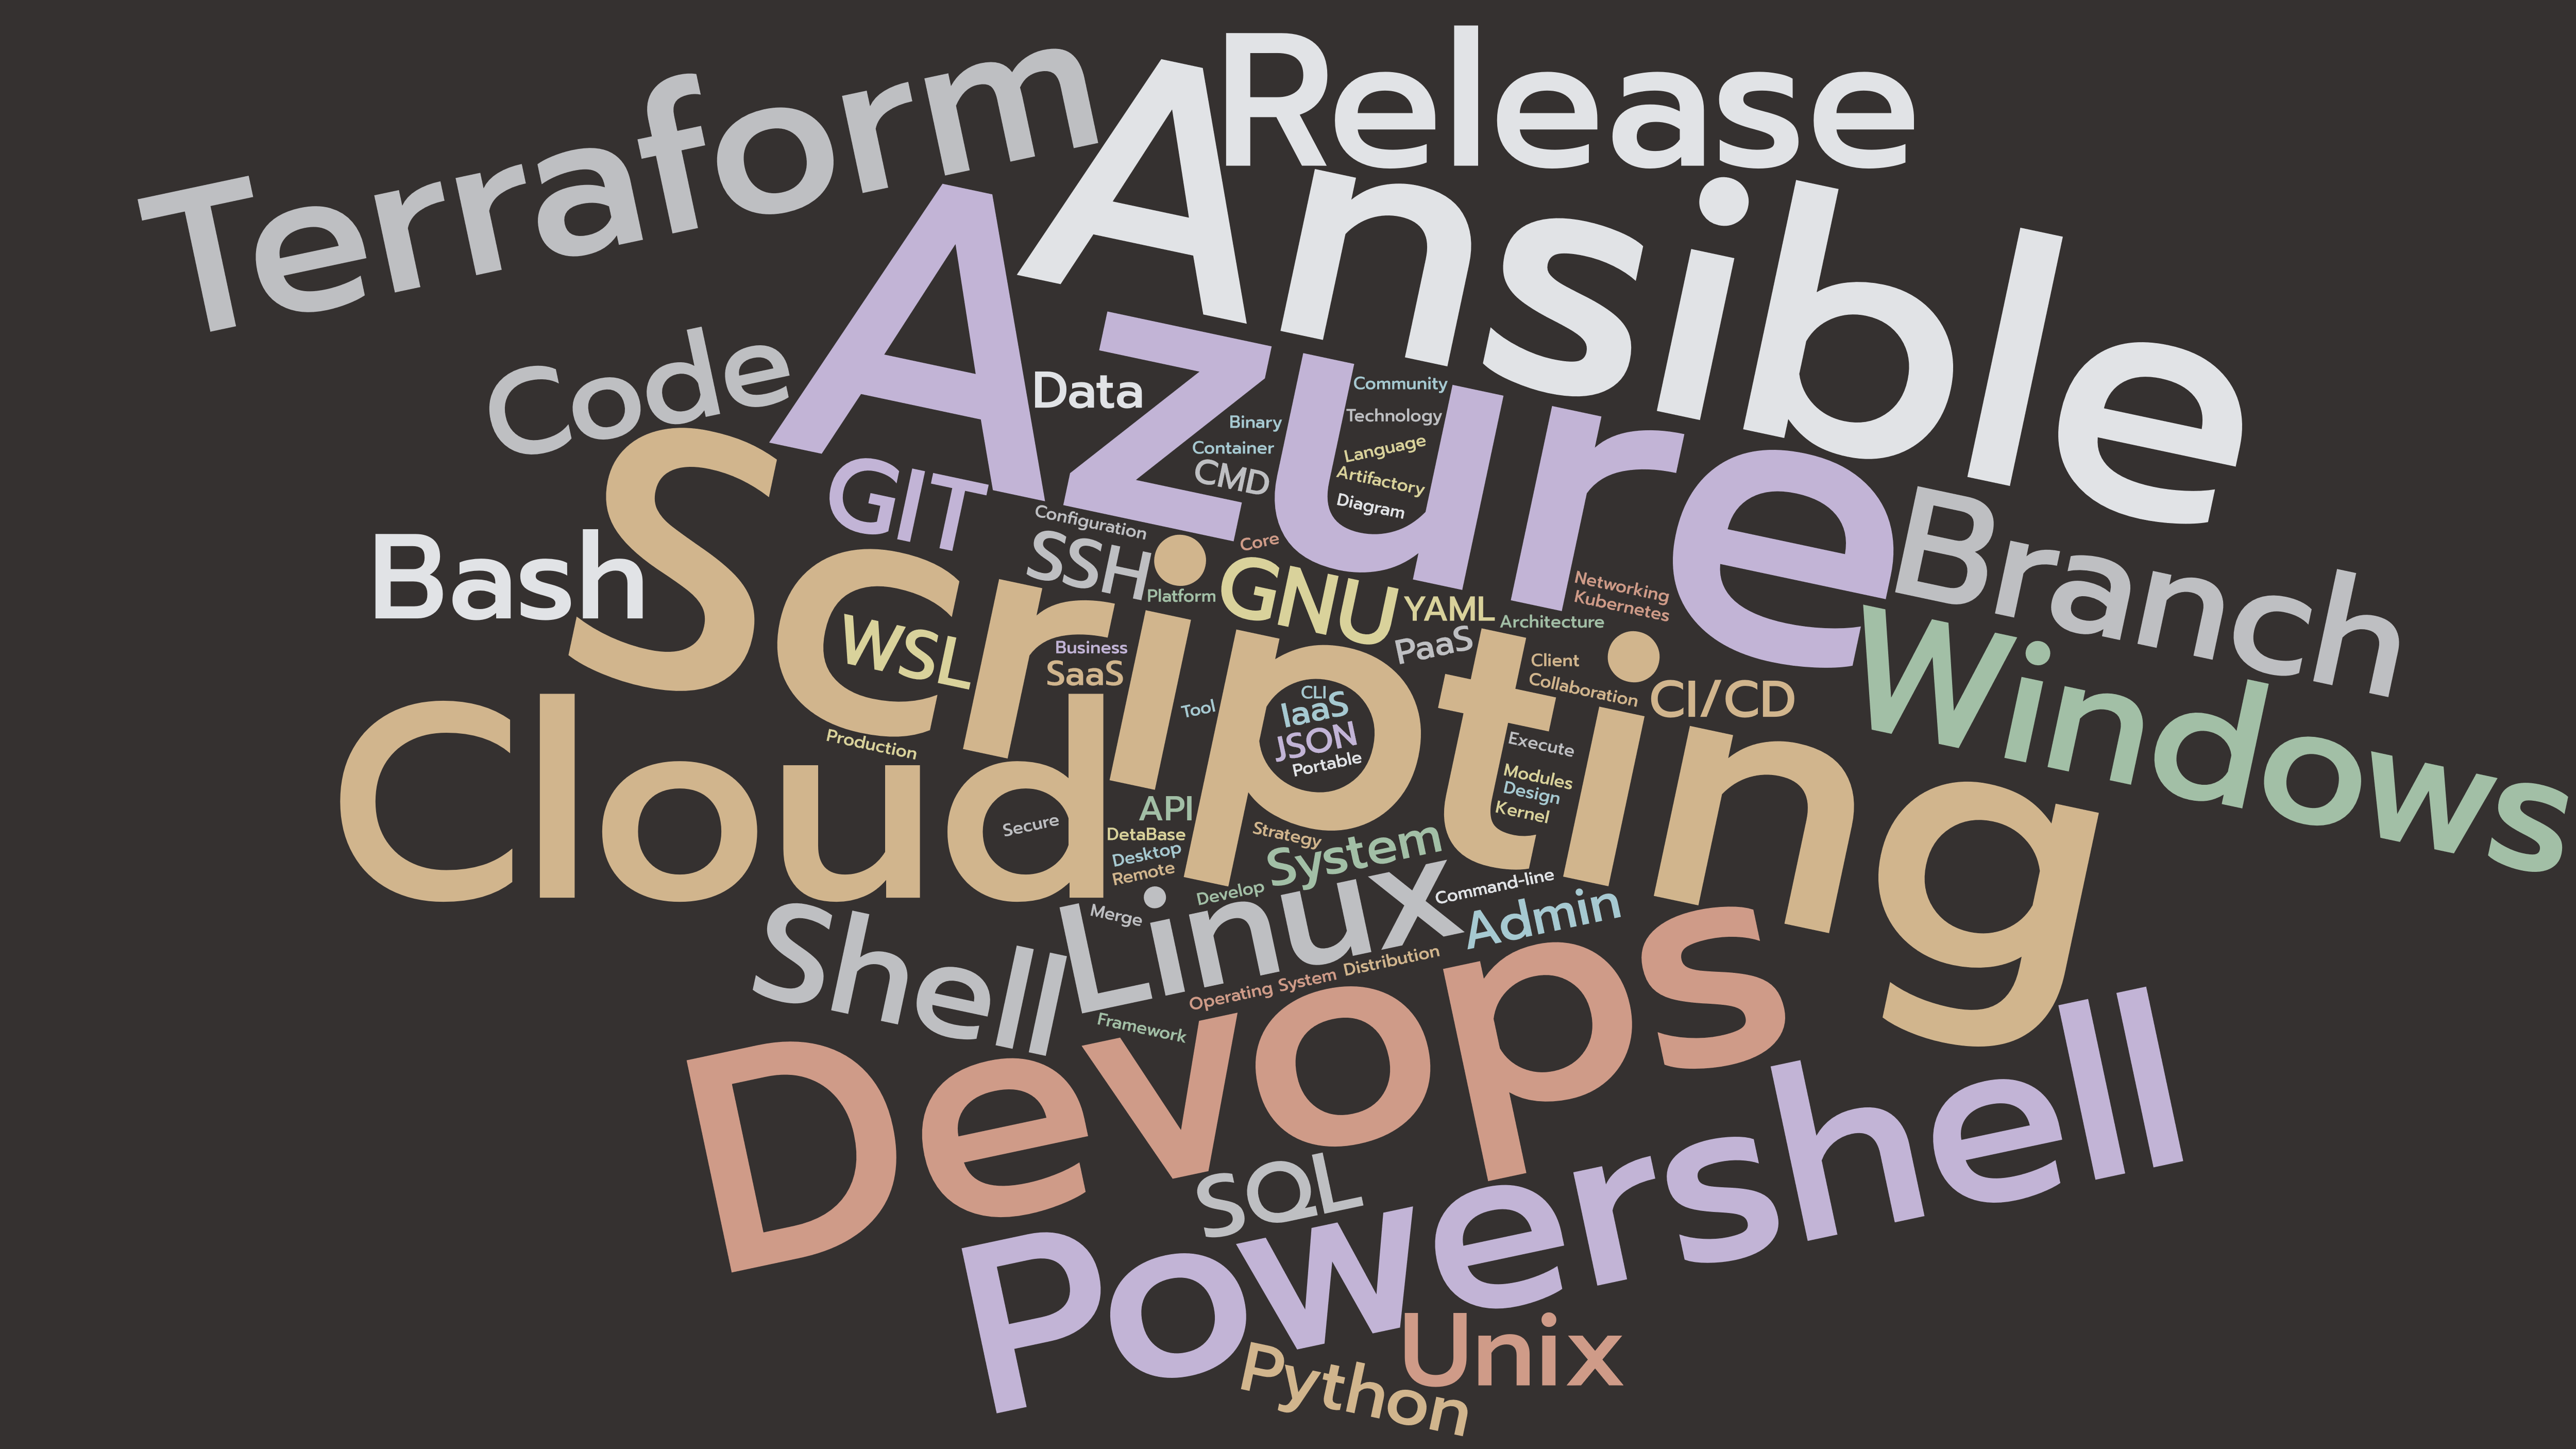 Release
Terraform
Ansible
Azure
Code
Data
Community
Technology
Binary
Language
Container
CMD
Artifactory
Diagram
GIT
Scripting
Configuration
SSH
Core
Branch
Bash
Platform
GNU
YAML
Networking
Kubernetes
Architecture
Windows
WSL
Business
SaaS
PaaS
Client
Collaboration
CI/CD
Tool
CLI
IaaS
JSON
Portable
Production
Execute
Cloud
Modules
Design
Kernel
API
Secure
DetaBase
Strategy
Desktop
Remote
System
Develop
Command-line
Merge
Linux
Admin
Shell
Distribution
Operating System
Framework
Devops
SQL
Powershell
Unix
Python